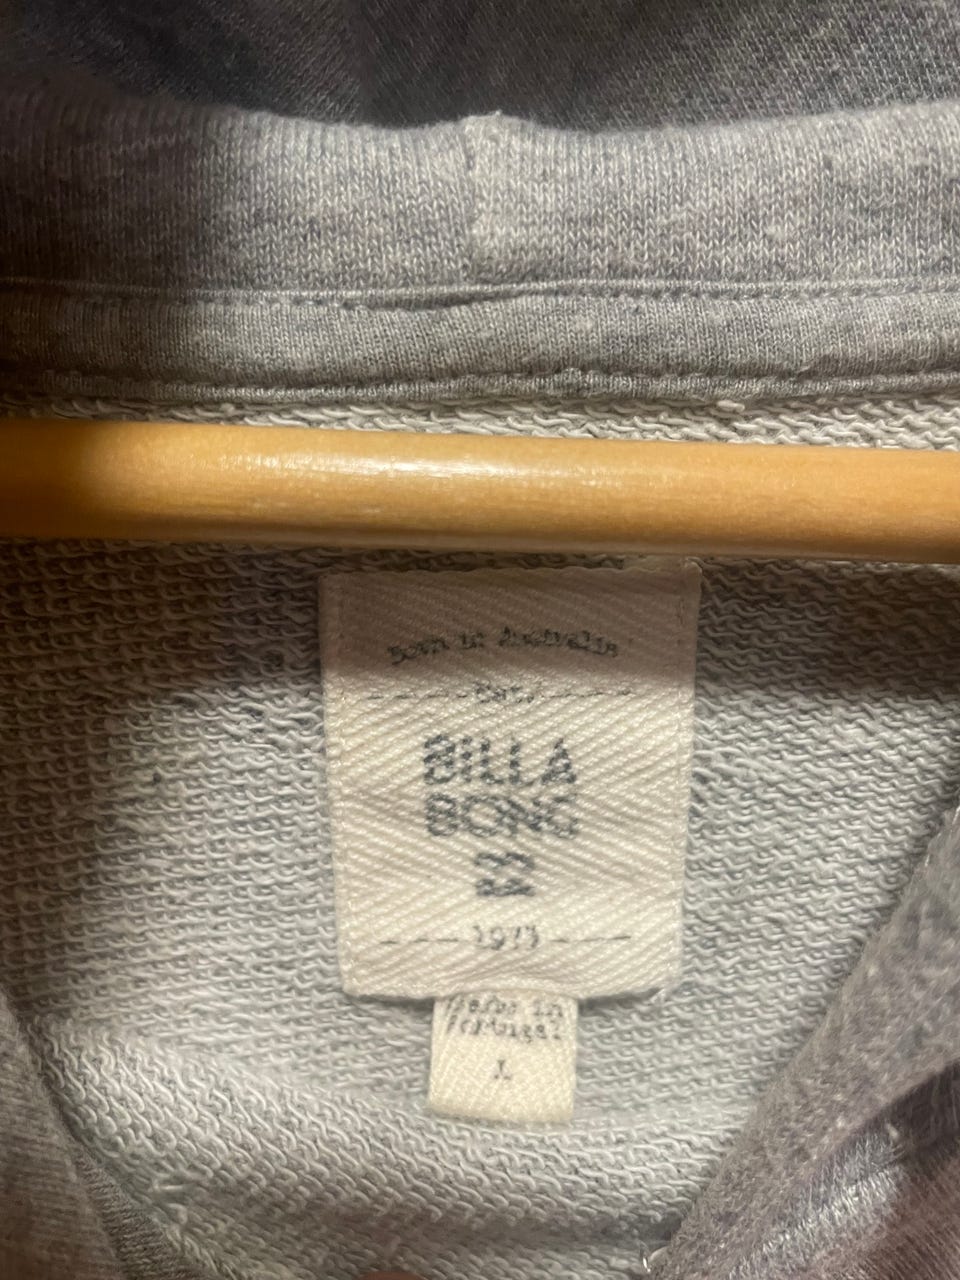 Born in Australia
Est.
BILLA
BONG
1973
Made in
Portugal
L